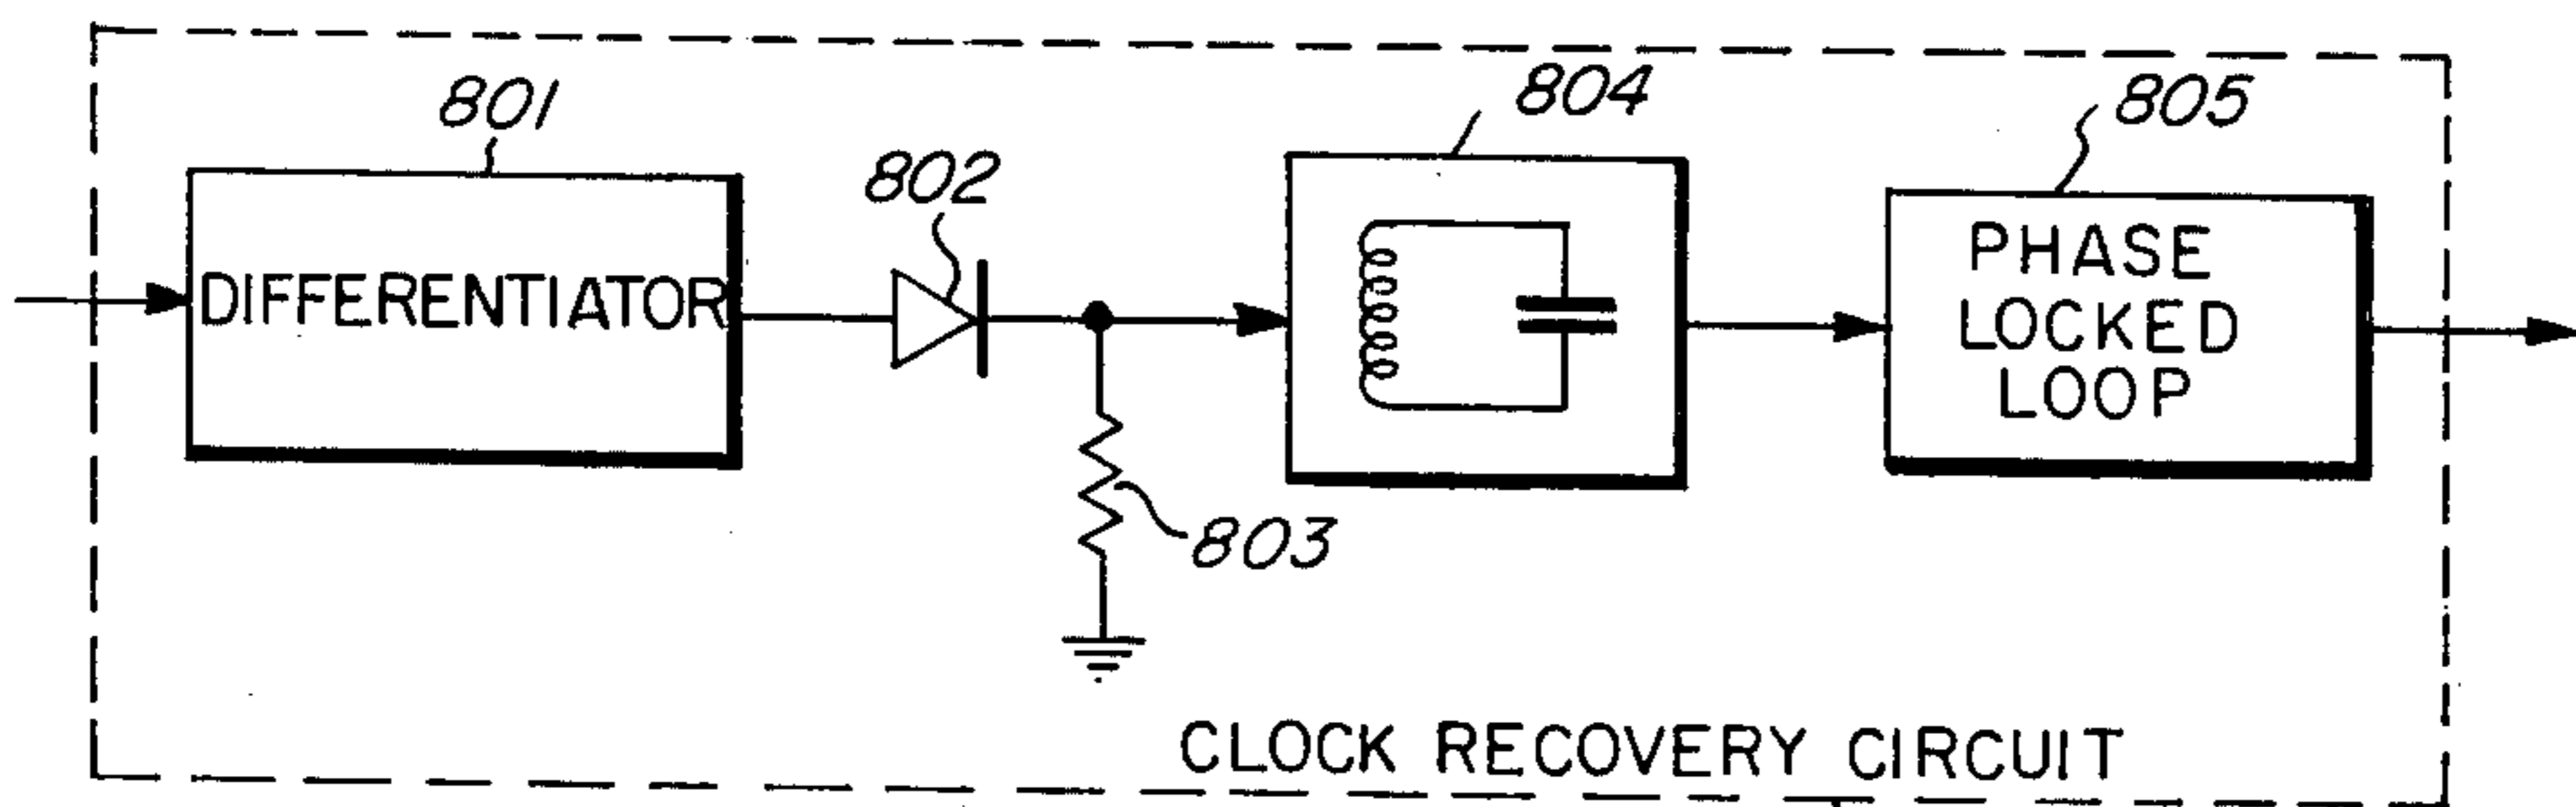 801
802
804
805
DIFFERENTIATOR
PHASE
LOCKED
LOOP
803
CLOCK RECOVERY CIRCUIT